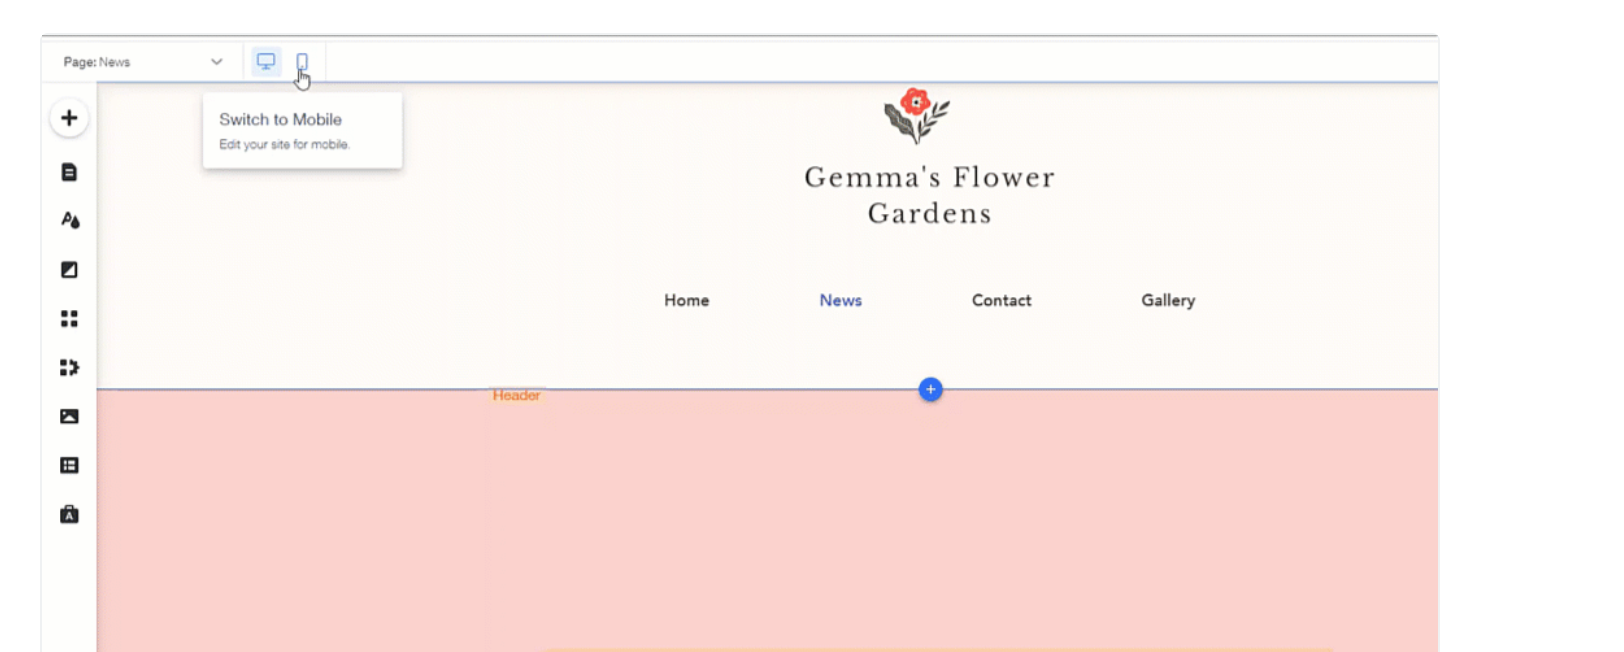 Page: News
Switch to Mobile
Edit your site for mobile.
Gemma's Flower
Gardens
Home News Contact Gallery
Header